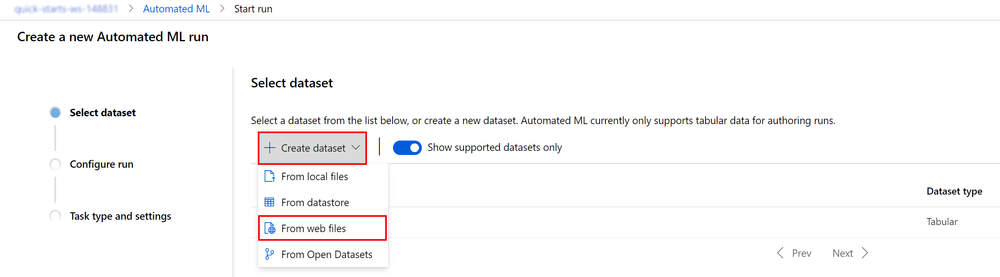 Automated ML > Start run
Create a new Automated ML run
Select dataset
Configure run
Task type and settings
Select dataset
Select a dataset from the list below, or create a new dataset. Automated ML currently only supports tabular data for authoring runs.
Create dataset
Show supported datasets only
From local files
From datastore
From web files
From Open Datasets
Dataset type
Tabular
Prev
Next